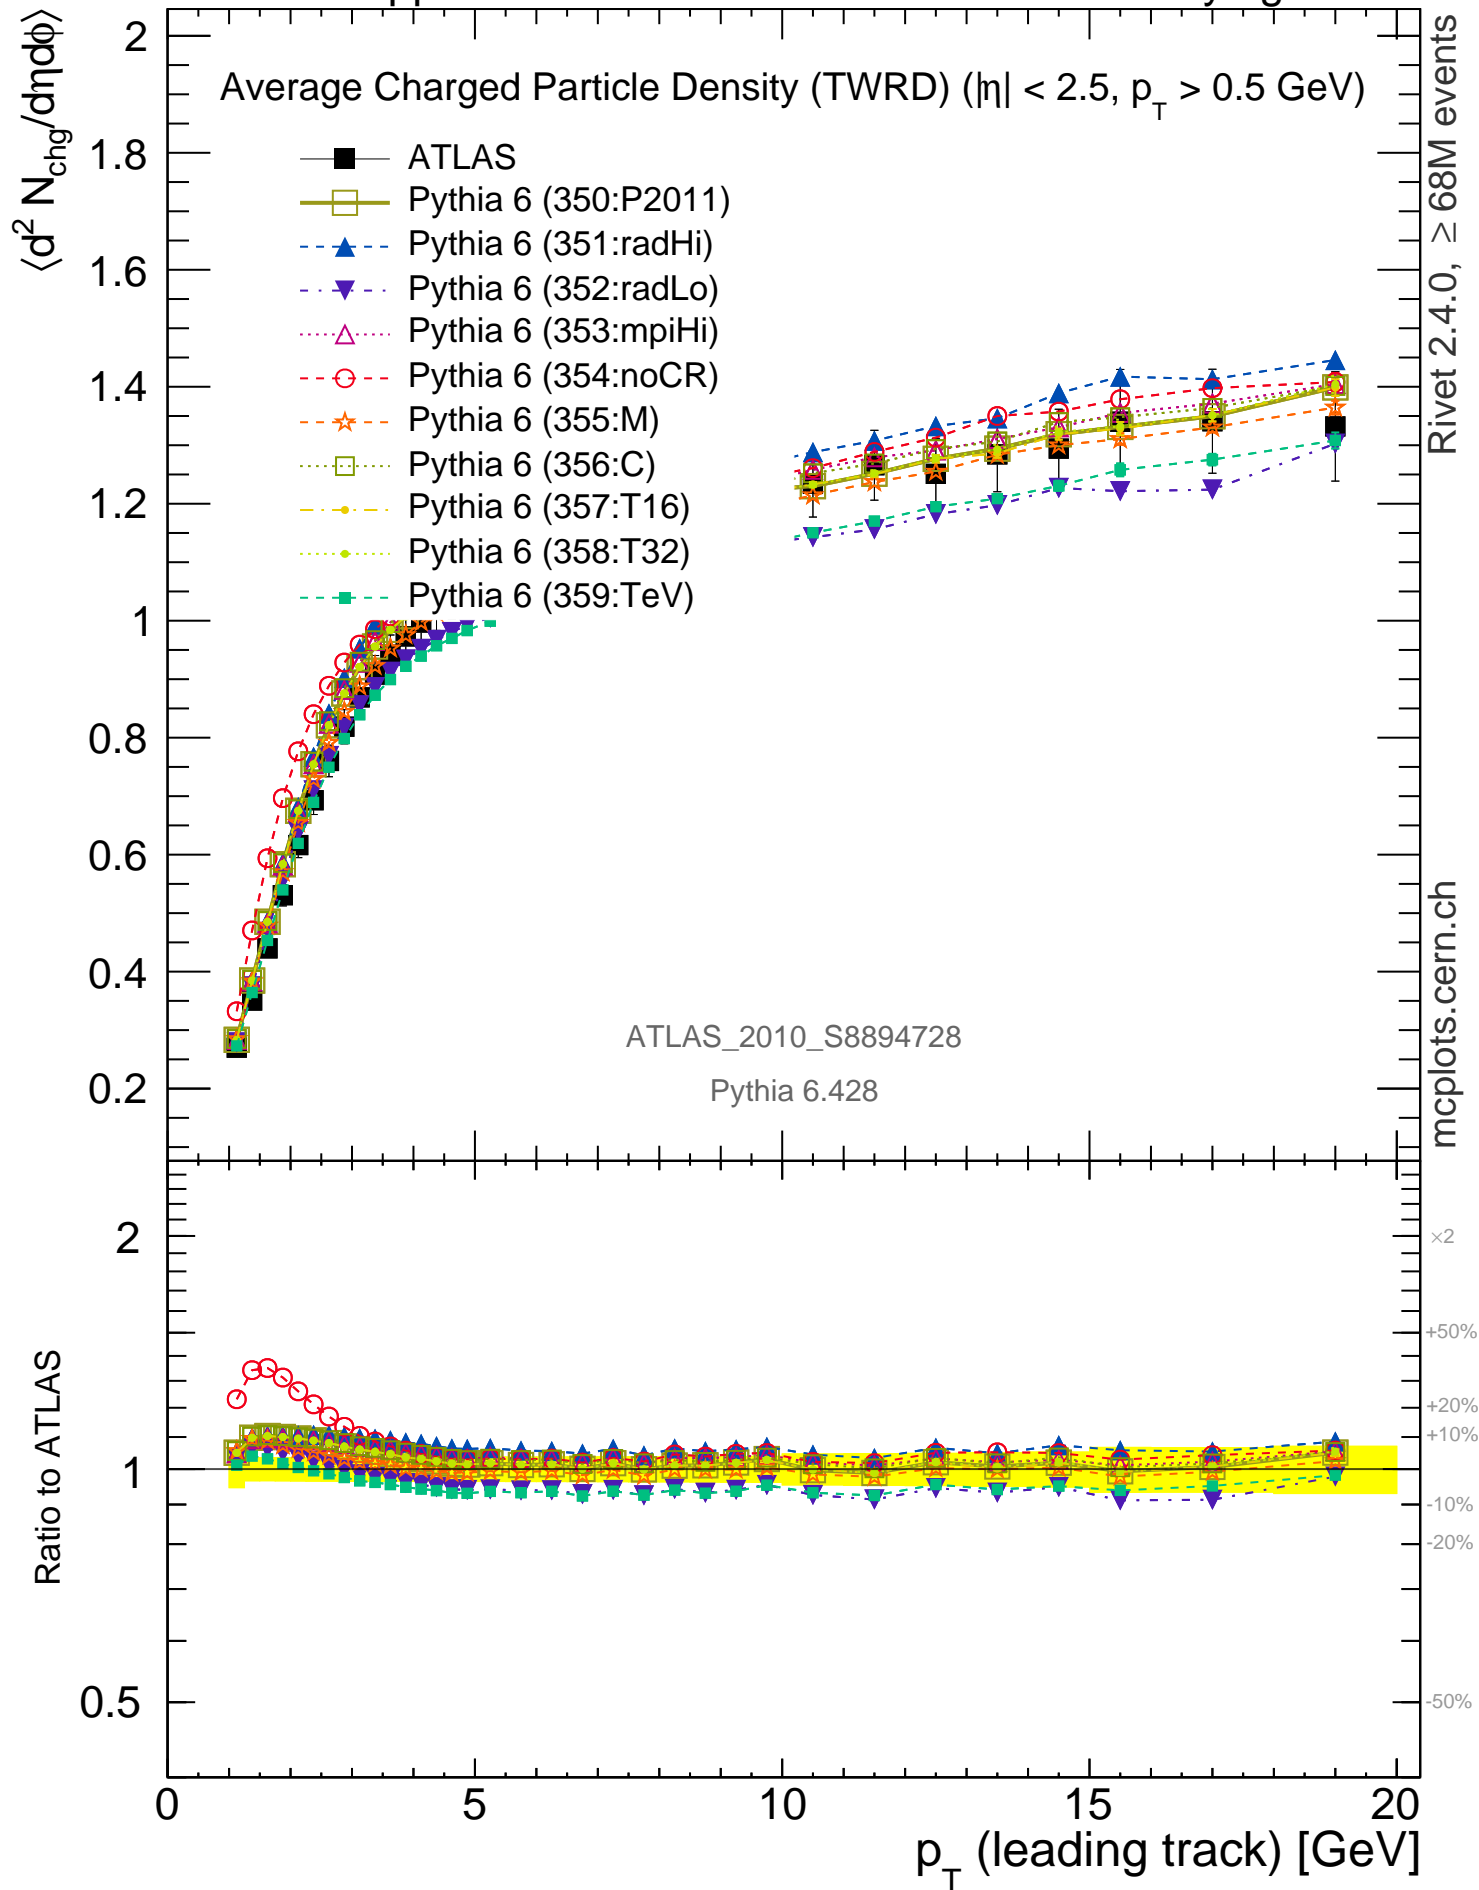 ⟨d² N_chg/dηdϕ⟩
Average Charged Particle Density (TWRD) (|η| < 2.5, p_T > 0.5 GeV)
ATLAS
Pythia 6 (350:P2011)
Pythia 6 (351:radHi)
Pythia 6 (352:radLo)
Pythia 6 (353:mpiHi)
Pythia 6 (354:noCR)
Pythia 6 (355:M)
Pythia 6 (356:C)
Pythia 6 (357:T16)
Pythia 6 (358:T32)
Pythia 6 (359:TeV)
2
1.8
1.6
1.4
1.2
1
0.8
0.6
0.4
0.2
ATLAS_2010_S8894728
Pythia 6.428
Rivet 2.4.0, ≥ 68M events
mcplots.cern.ch
Ratio to ATLAS
2
1
0.5
×2
+50%
+20%
+10%
-10%
-20%
-50%
0 5 10 15 20
p_T (leading track) [GeV]